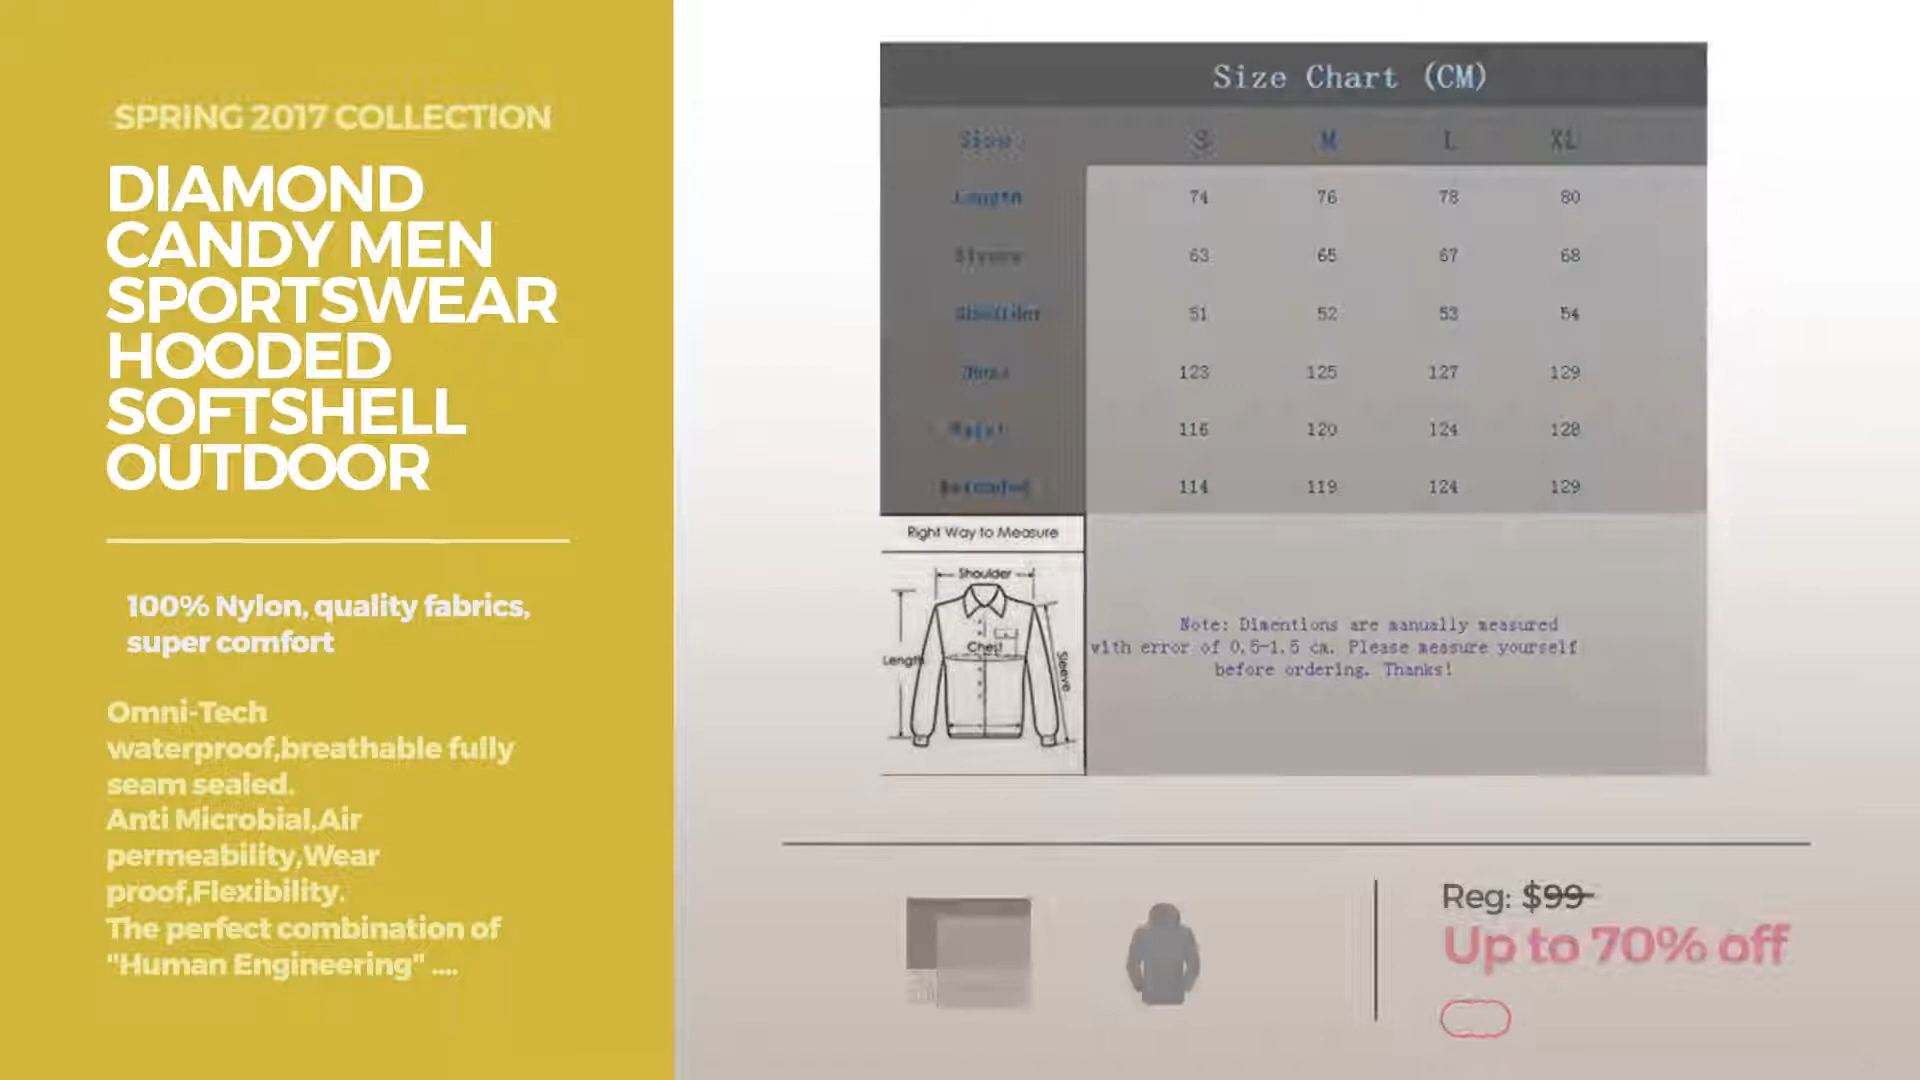 SPRING 2017 COLLECTION
DIAMOND
CANDY MEN
SPORTSWEAR
HOODED
SOFTSHELL
OUTDOOR
100% Nylon, quality fabrics,
super comfort
Omni-Tech
waterproof,breathable fully
seam sealed.
Anti Microbial,Air
permeability,Wear
proof,Flexibility.
The perfect combination of
"Human Engineering" ....
Size Chart (CM)
S M L XL
Length 74 76 78 80
63 65 67 68
Shoulder 51 52 53 54
123 125 127 129
116 120 124 128
114 119 124 129
Right Way to Measure
Shoulder
Chest
Length
Sleeve
Note: Dimentions are manually measured
with error of 0.5-1.5 cm. Please measure yourself
before ordering. Thanks!
Reg: $99
Up to 70% off